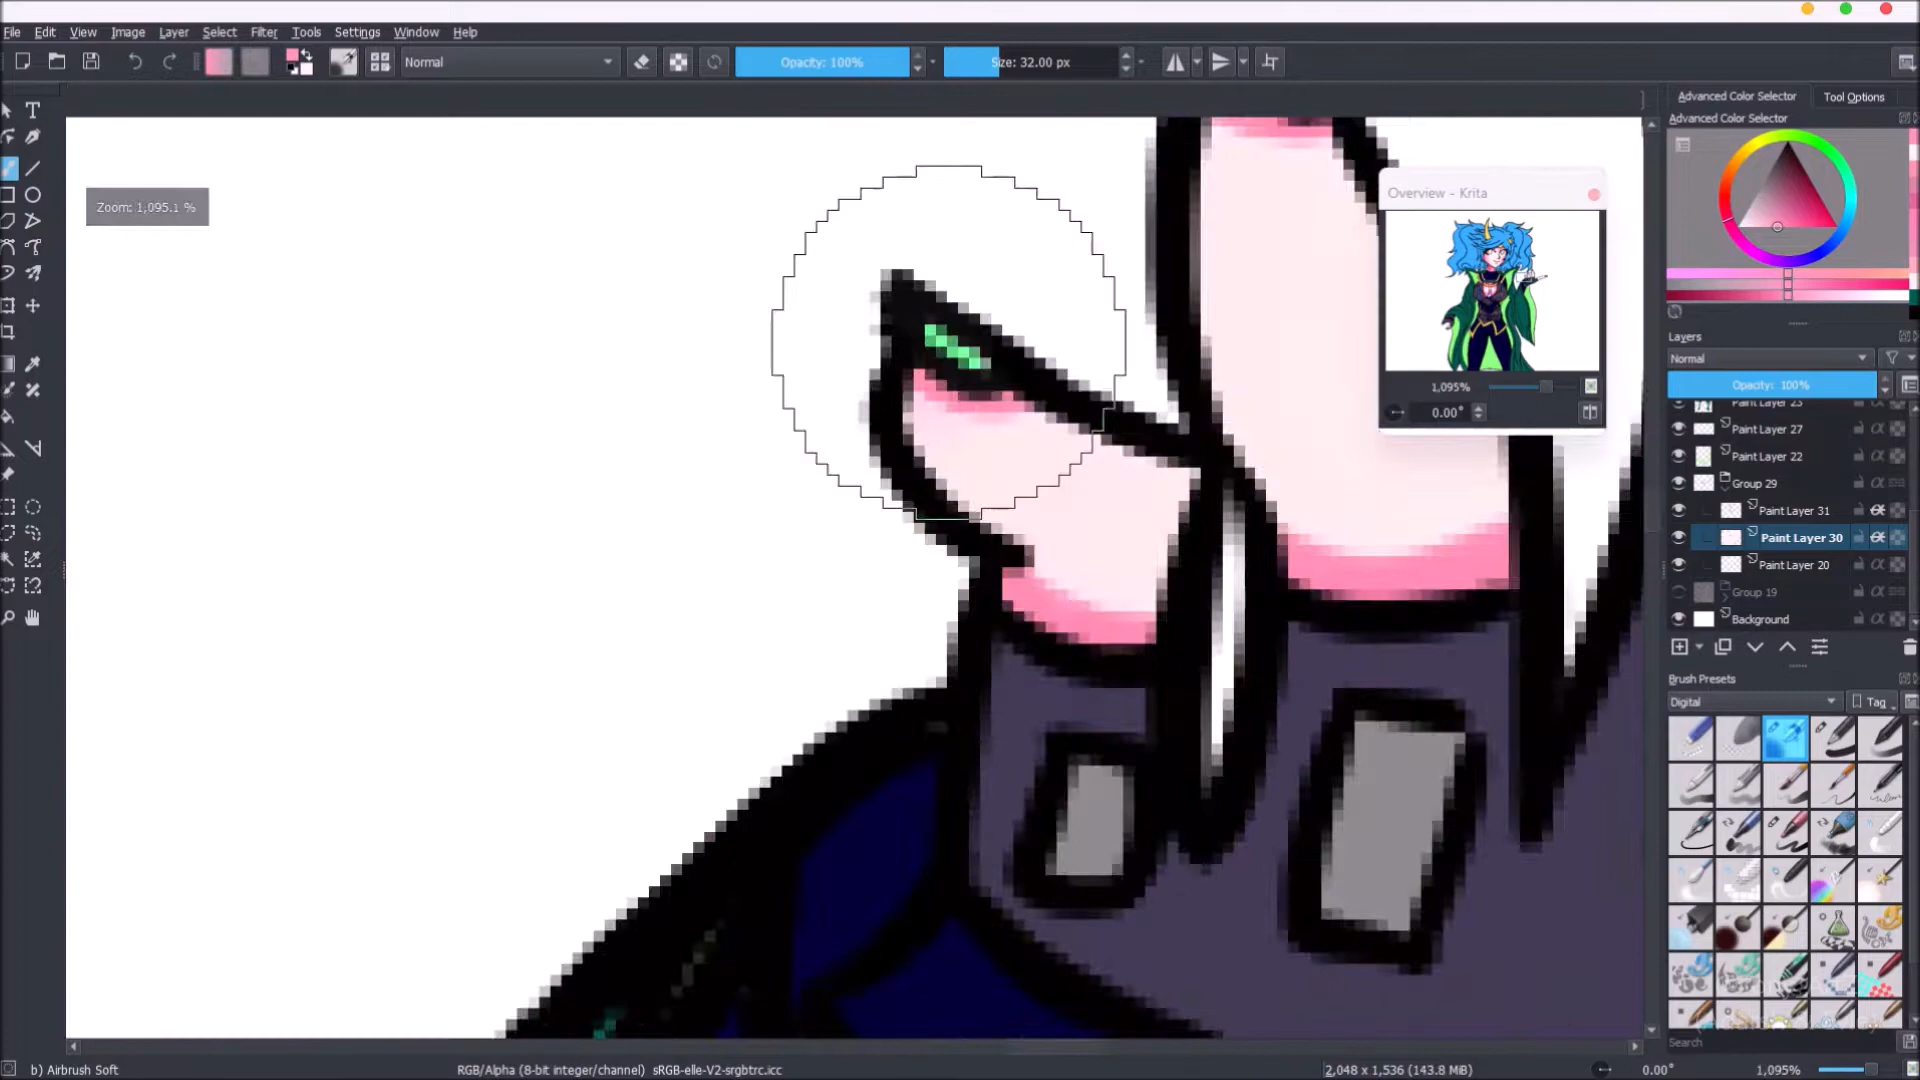 File Edit View Image Layer Select Filter Tools Settings Window Help
Normal Opacity: 100% Size: 32.00 px
Advanced Color Selector Tool Options
Advanced Color Selector
Zoom: 1,095.1 %
Overview - Krita
1,095%
0.00°
Layers
Normal
Opacity: 100%
Paint Layer 23
Paint Layer 27
Paint Layer 22
Group 29
Paint Layer 31
Paint Layer 30
Paint Layer 20
Group 19
Background
Brush Presets
Digital Tag
Search
b) Airbrush Soft RGB/Alpha (8-bit integer/channel) sRGB-elle-V2-srgbtrc.icc 2,048 x 1,536 (143.8 MiB) 0.00° 1,095%